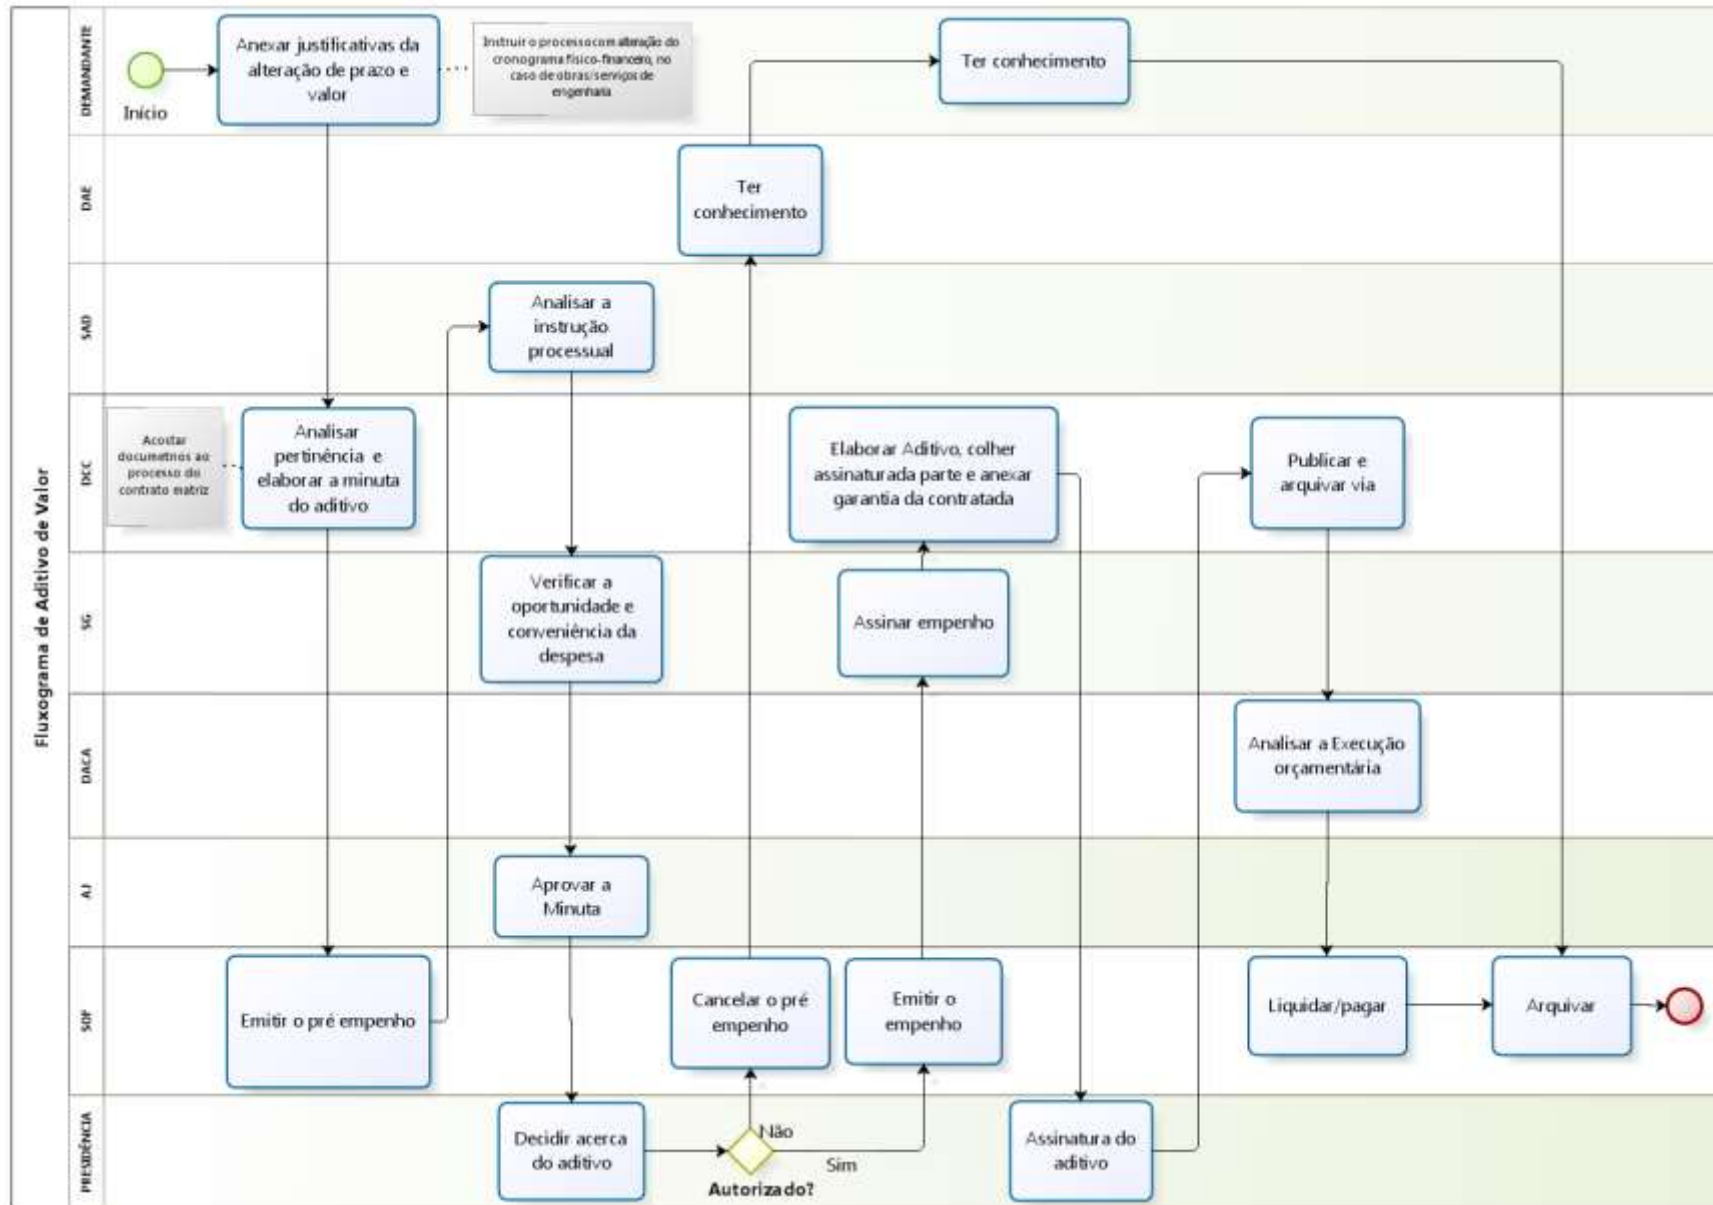 Fluxograma de Aditivo de Valor
DEMANDANTE
Início
Anexar justificativas da
alteração de prazo e
valor
Instruir o processo com alteração do
cronograma físico-financeiro, no
caso de obras/serviços de
engenharia
Ter conhecimento
DAE
Ter
conhecimento
SAD
Analisar a
instrução
processual
DCC
Acostar
documetnos ao
processo do
contrato matriz
Analisar
pertinência e
elaborar a minuta
do aditivo
Elaborar Aditivo, colher
assinaturada parte e anexar
garantia da contratada
Publicar e
arquivar via
SG
Verificar a
oportunidade e
conveniência da
despesa
Assinar empenho
DACA
Analisar a Execução
orçamentária
AJ
Aprovar a
Minuta
SOF
Emitir o pré empenho
Cancelar o pré
empenho
Emitir o
empenho
Liquidar/pagar
Arquivar
PRESIDÊNCIA
Decidir acerca
do aditivo
Não
Sim
Autorizado?
Assinatura do
aditivo